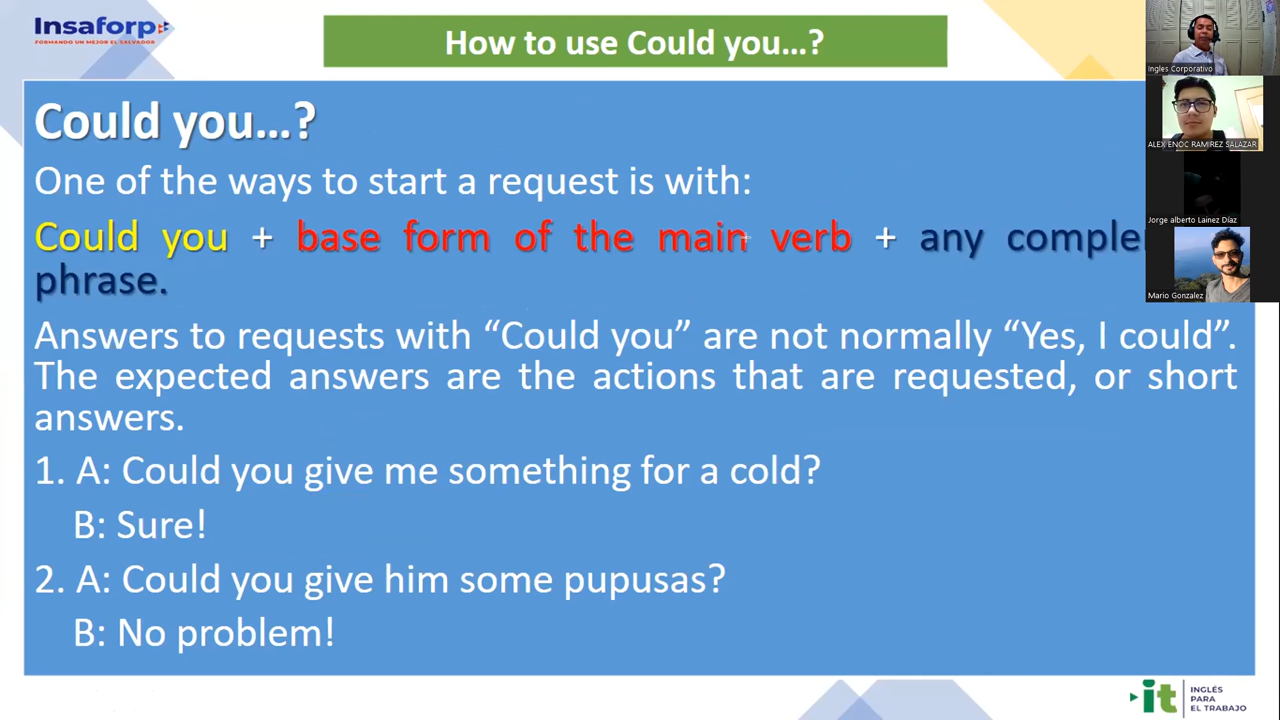 Insaforp
FORMANDO UN MEJOR EL SALVADOR
How to use Could you...?
Could you...?
One of the ways to start a request is with:
Could you + base form of the main verb + any
phrase.
Answers to requests with “Could you” are not normally “Yes, I could”.
The expected answers are the actions that are requested, or short
answers.
1. A: Could you give me something for a cold?
B: Sure!
2. A: Could you give him some pupusas?
B: No problem!
Ingles Corporativo
ALEX ENOC RAMIREZ SALAZAR
Jorge alberto Lainez Díaz
Mario Gonzalez
it
INGLÉS
PARA
EL TRABAJO